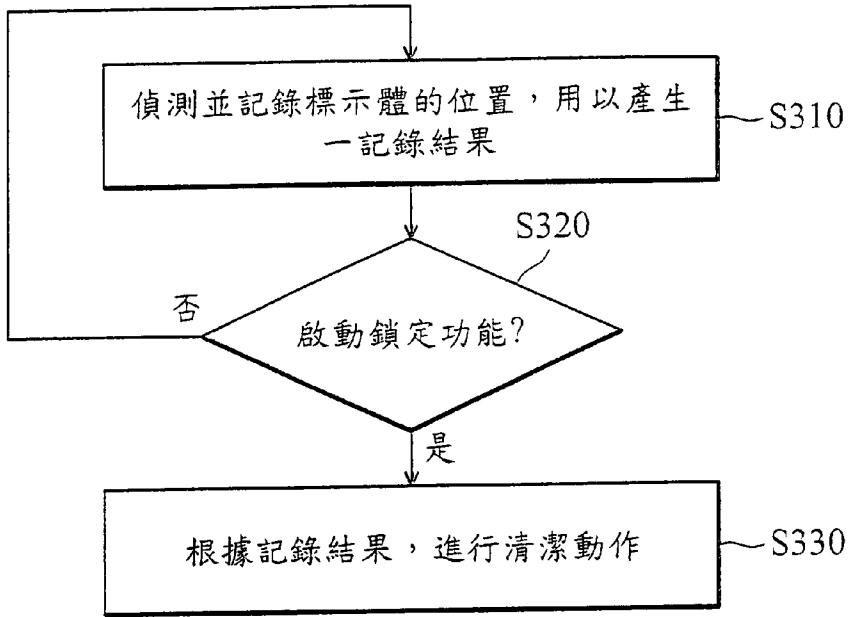 偵測並記錄標示體的位置，用以產生
一記錄結果
S310
S320
否
啟動鎖定功能?
是
根據記錄結果，進行清潔動作
S330